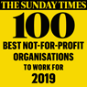 THE SUNDAY TIMES
100
BEST NOT-FOR-PROFIT
ORGANISATIONS
TO WORK FOR
2019